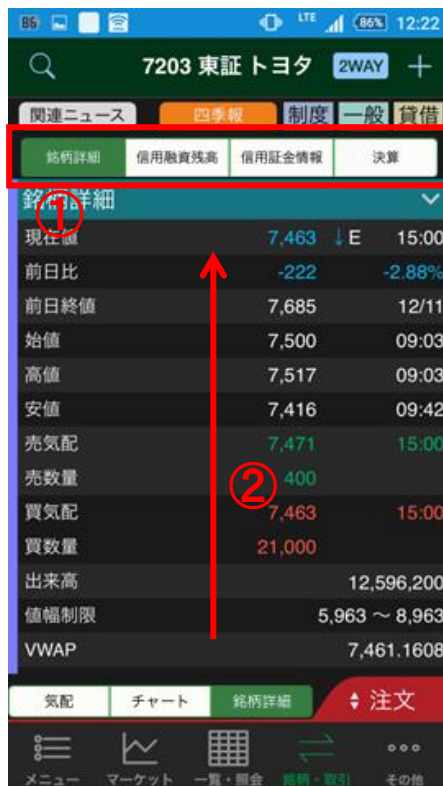 86 LTE 86% 12:22
7203 東証 トヨタ 2WAY
関連ニュース 四季報 制度 一般 貸借
銘柄詳細 信用融資残高 信用証金情報 決算
銘柄詳細
①
現在値 7,463 ↓E 15:00
前日比 -222 -2.88%
前日終値 7,685 12/11
始値 7,500 09:03
高値 7,517 09:03
安値 7,416 09:42
売気配 7,471 15:00
売数量 400
②
買気配 7,463 15:00
買数量 21,000
出来高 12,596,200
値幅制限 5,963 ～ 8,963
VWAP 7,461.1608
気配 チャート 銘柄詳細 注文
メニュー マーケット 一覧・照会 銘柄・取引 その他